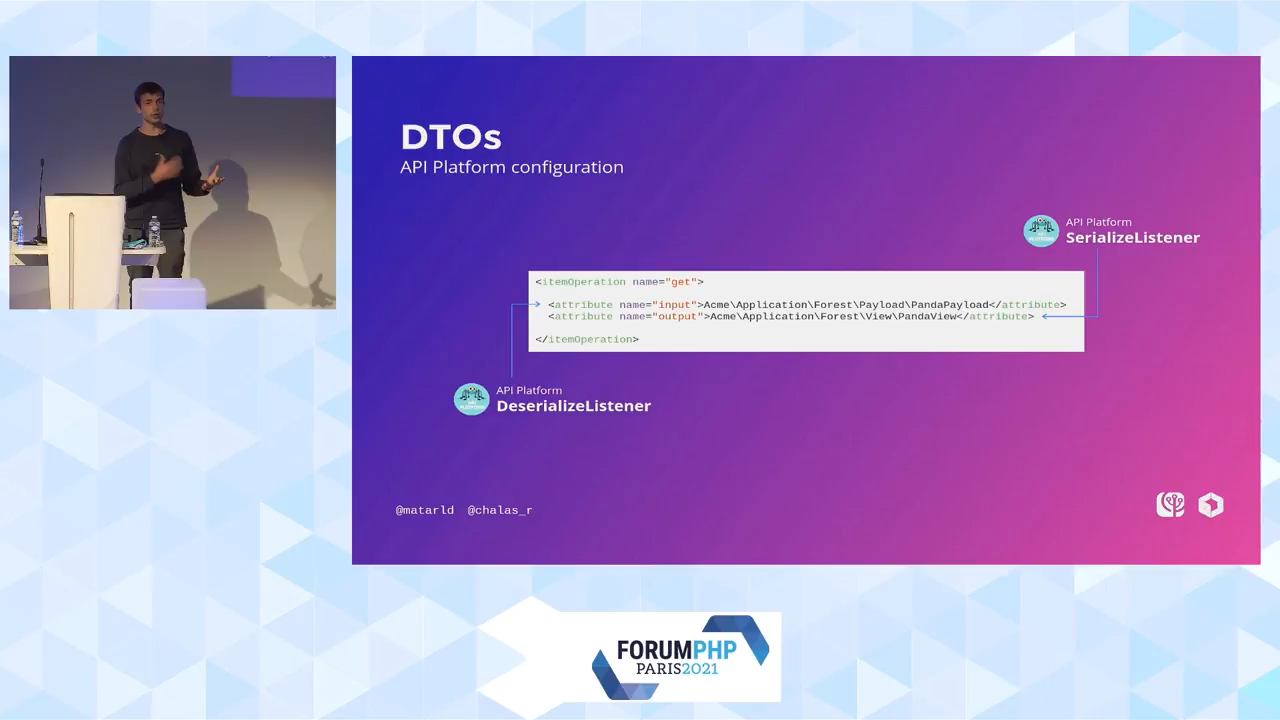 DTOs
API Platform configuration
API Platform
SerializeListener
<itemOperation name="get">
<attribute name="input">Acme\Application\Forest\Payload\PandaPayload</attribute>
<attribute name="output">Acme\Application\Forest\View\PandaView</attribute>
</itemOperation>
API Platform
DeserializeListener
@matarld @chalas_r
FORUMPHP
PARIS2021